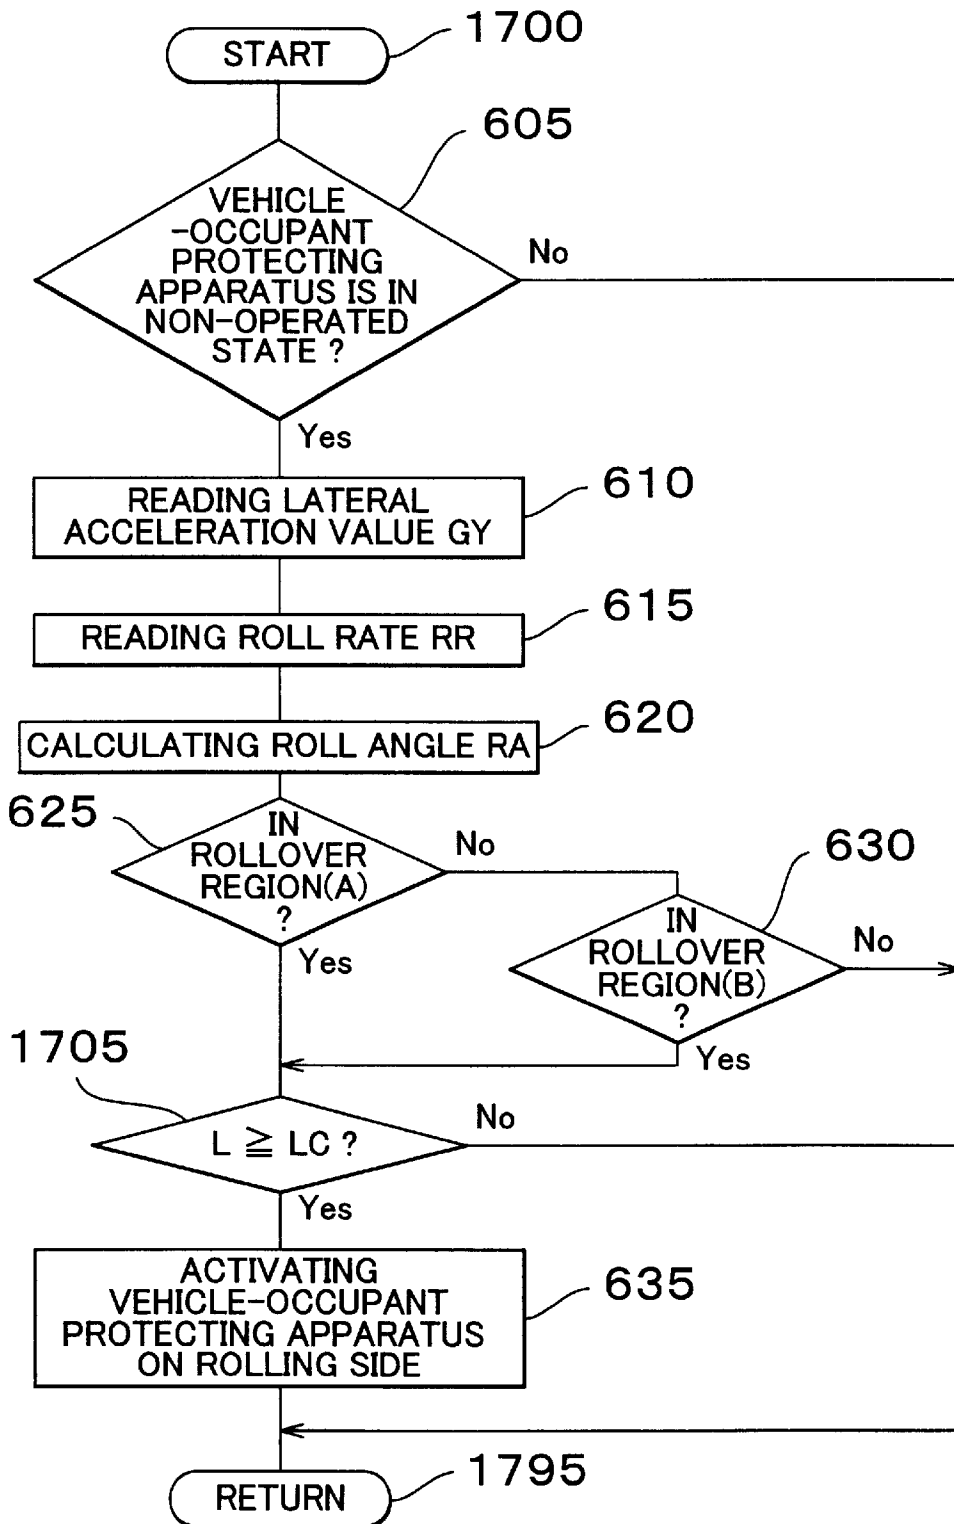 START
1700
605
VEHICLE
-OCCUPANT
PROTECTING
APPARATUS IS IN
NON-OPERATED
STATE ?
No
Yes
READING LATERAL
ACCELERATION VALUE GY
610
READING ROLL RATE RR
615
CALCULATING ROLL ANGLE RA
620
625
IN
ROLLOVER
REGION(A)
?
No
Yes
630
IN
ROLLOVER
REGION(B)
?
No
Yes
1705
L ≧ LC ?
No
Yes
ACTIVATING
VEHICLE-OCCUPANT
PROTECTING APPARATUS
ON ROLLING SIDE
635
RETURN
1795